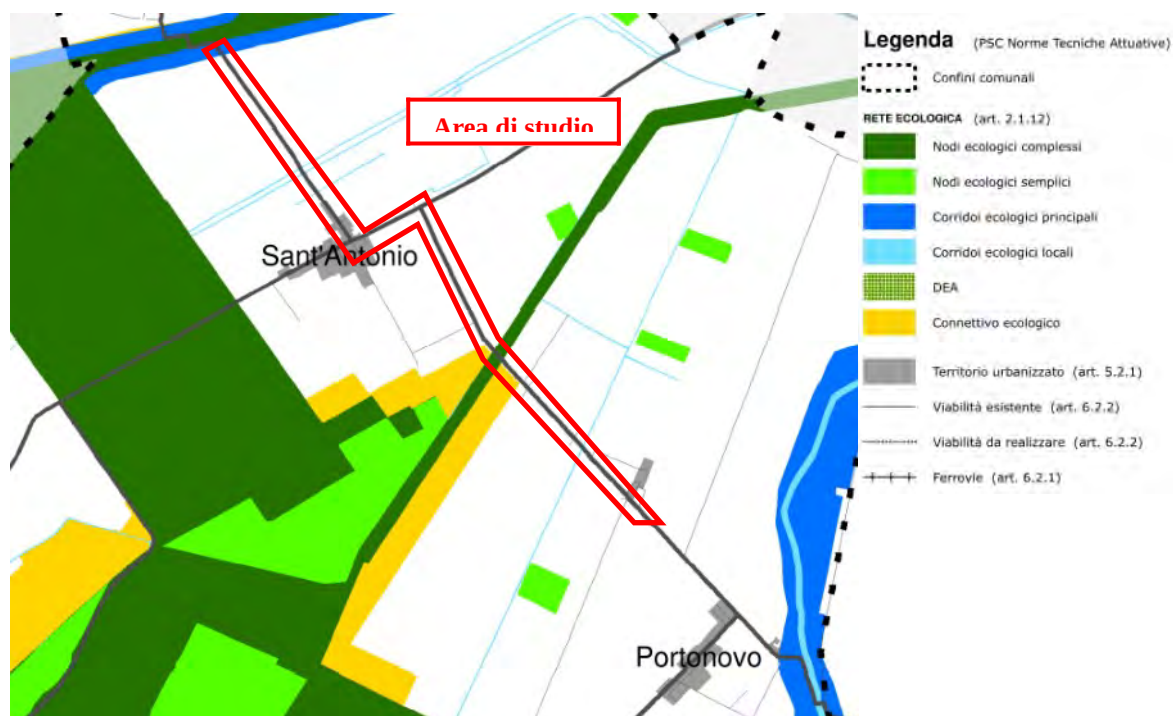 Area di studio
Sant'Antonio
Portonovo
Legenda (PSC Norme Tecniche Attuative)
Confini comunali
RETE ECOLOGICA (art. 2.1.12)
Nodi ecologici complessi
Nodi ecologici semplici
Corridoi ecologici principali
Corridoi ecologici locali
DEA
Connettivo ecologico
Territorio urbanizzato (art. 5.2.1)
Viabilità esistente (art. 6.2.2)
Viabilità da realizzare (art. 6.2.2)
Ferrovie (art. 6.2.1)